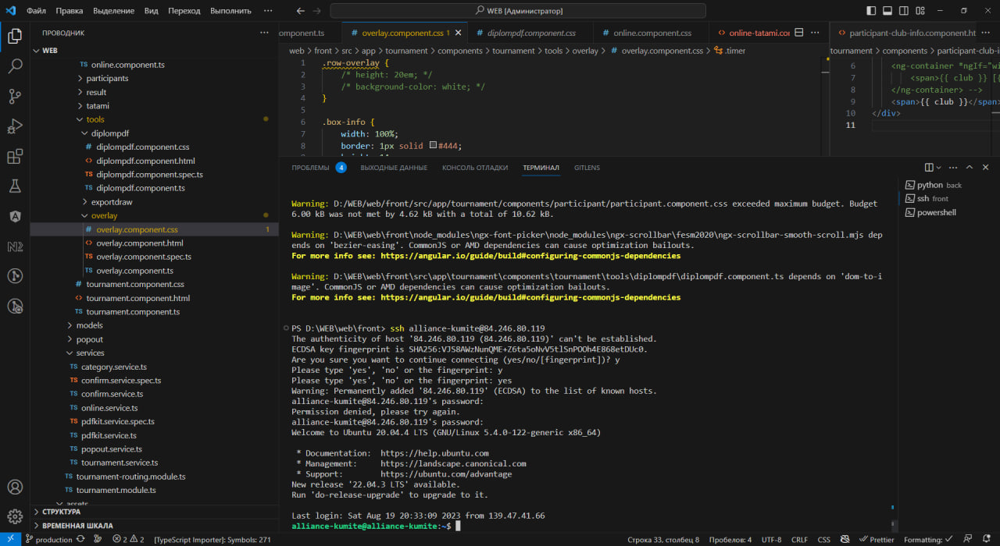 Файл Правка Выделение Вид Переход Выполнить ··· WEB [Администратор]
ПРОВОДНИК ···
WEB
online.component.ts
participants
result
tatami
tools
diplompdf
diplompdf.component.css
diplompdf.component.html
diplompdf.component.spec.ts
diplompdf.component.ts
exportdraw
overlay
overlay.component.css 1
overlay.component.html
overlay.component.spec.ts
overlay.component.ts
tournament.component.css
tournament.component.html
tournament.component.ts
models
popout
services
category.service.ts
confirm.service.spec.ts
confirm.service.ts
online.service.ts
pdfkit.service.spec.ts
pdfkit.service.ts
popout.service.ts
tournament.service.ts
tournament-routing.module.ts
tournament.module.ts
assets
СТРУКТУРА
ВРЕМЕННАЯ ШКАЛА
omponent.ts # overlay.component.css 1 # diplompdf.component.css # online.component.css online-tatami.co ··· participant-club-info.component.ht ···
web > front > src > app > tournament > components > tournament > tools > overlay > # overlay.component.css > .timer
1 .row-overlay {
2 /* height: 20em; */
3 /* background-color: white; */
4 }
5
6 .box-info {
7 width: 100%;
8 border: 1px solid #444;
tournament > components > participant-club-i
6 <ng-container *ngIf="wi
7 <span>{{ club }} [{
8 </ng-container> -->
9 <span>{{ club }}</span>
10 </div>
11
ПРОБЛЕМЫ 4 ВЫХОДНЫЕ ДАННЫЕ КОНСОЛЬ ОТЛАДКИ ТЕРМИНАЛ GITLENS
python back
ssh front
powershell
Warning: D:/WEB/web/front/src/app/tournament/components/participant/participant.component.css exceeded maximum budget. Budget
6.00 kB was not met by 4.62 kB with a total of 10.62 kB.
Warning: D:\WEB\web\front\node_modules\ngx-font-picker\node_modules\ngx-scrollbar\fesm2020\ngx-scrollbar-smooth-scroll.mjs dep
ends on 'bezier-easing'. CommonJS or AMD dependencies can cause optimization bailouts.
For more info see: https://angular.io/guide/build#configuring-commonjs-dependencies
Warning: D:\WEB\web\front\src\app\tournament\components\tournament\tools\diplompdf\diplompdf.component.ts depends on 'dom-to-i
mage'. CommonJS or AMD dependencies can cause optimization bailouts.
For more info see: https://angular.io/guide/build#configuring-commonjs-dependencies
PS D:\WEB\web\front> ssh alliance-kumite@84.246.80.119
The authenticity of host '84.246.80.119 (84.246.80.119)' can't be established.
ECDSA key fingerprint is SHA256:VJS8AWzNunQME+Z6ta5oNvV5tlSnPOOh4E868etDUc0.
Are you sure you want to continue connecting (yes/no/[fingerprint])? y
Please type 'yes', 'no' or the fingerprint: y
Please type 'yes', 'no' or the fingerprint: yes
Warning: Permanently added '84.246.80.119' (ECDSA) to the list of known hosts.
alliance-kumite@84.246.80.119's password:
Permission denied, please try again.
alliance-kumite@84.246.80.119's password:
Welcome to Ubuntu 20.04.4 LTS (GNU/Linux 5.4.0-122-generic x86_64)
* Documentation: https://help.ubuntu.com
* Management: https://landscape.canonical.com
* Support: https://ubuntu.com/advantage
New release '22.04.3 LTS' available.
Run 'do-release-upgrade' to upgrade to it.
Last login: Sat Aug 19 20:33:09 2023 from 139.47.41.66
alliance-kumite@alliance-kumite:~$
production 2 2 [TypeScript Importer]: Symbols: 271 Строка 33, столбец 8 Пробелов: 4 UTF-8 CRLF CSS Prettier Formatting: